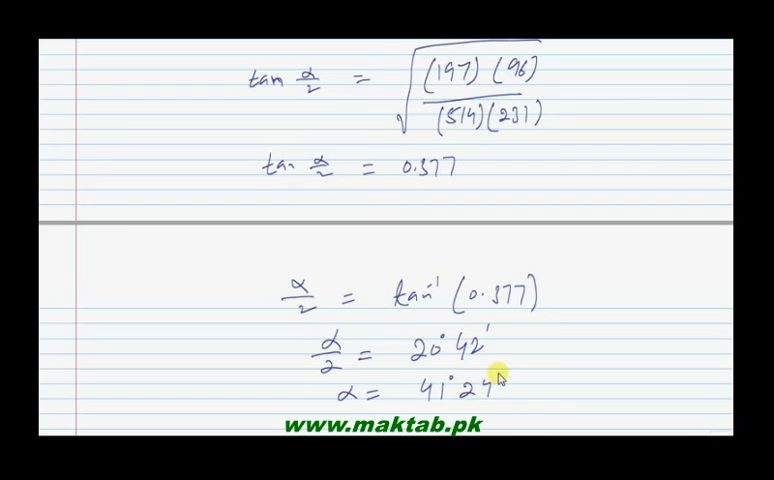 tan α/2 = √((197)(96)/(514)(231))
tan α/2 = 0.377
α/2 = tan⁻¹ (0.377)
α/2 = 20° 42'
α = 41° 24
www.maktab.pk